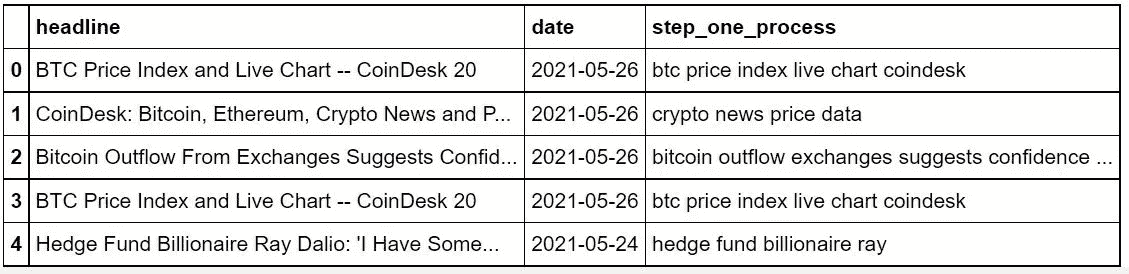 headline date step_one_process
0 BTC Price Index and Live Chart -- CoinDesk 20 2021-05-26 btc price index live chart coindesk
1 CoinDesk: Bitcoin, Ethereum, Crypto News and P... 2021-05-26 crypto news price data
2 Bitcoin Outflow From Exchanges Suggests Confid... 2021-05-26 bitcoin outflow exchanges suggests confidence ...
3 BTC Price Index and Live Chart -- CoinDesk 20 2021-05-26 btc price index live chart coindesk
4 Hedge Fund Billionaire Ray Dalio: 'I Have Some... 2021-05-24 hedge fund billionaire ray